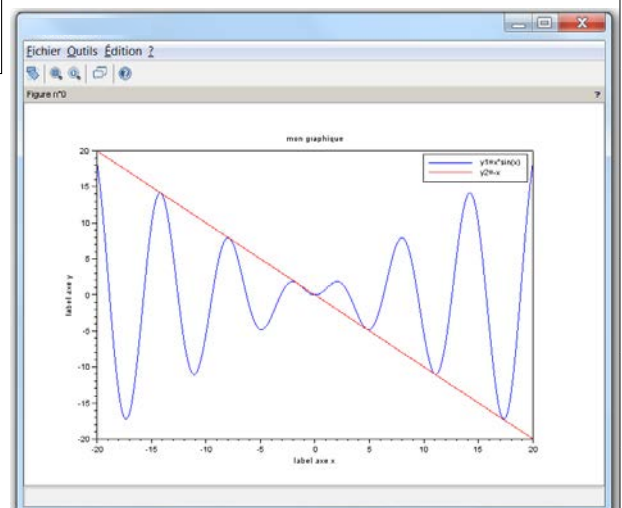 Fichier Outils Édition ?
Figure n°0
?
mon graphique
y1=x*sin(x)
y2=-x
20
15
10
5
0
-5
-10
-15
-20
label axe y
-20 -15 -10 -5 0 5 10 15 20
label axe x